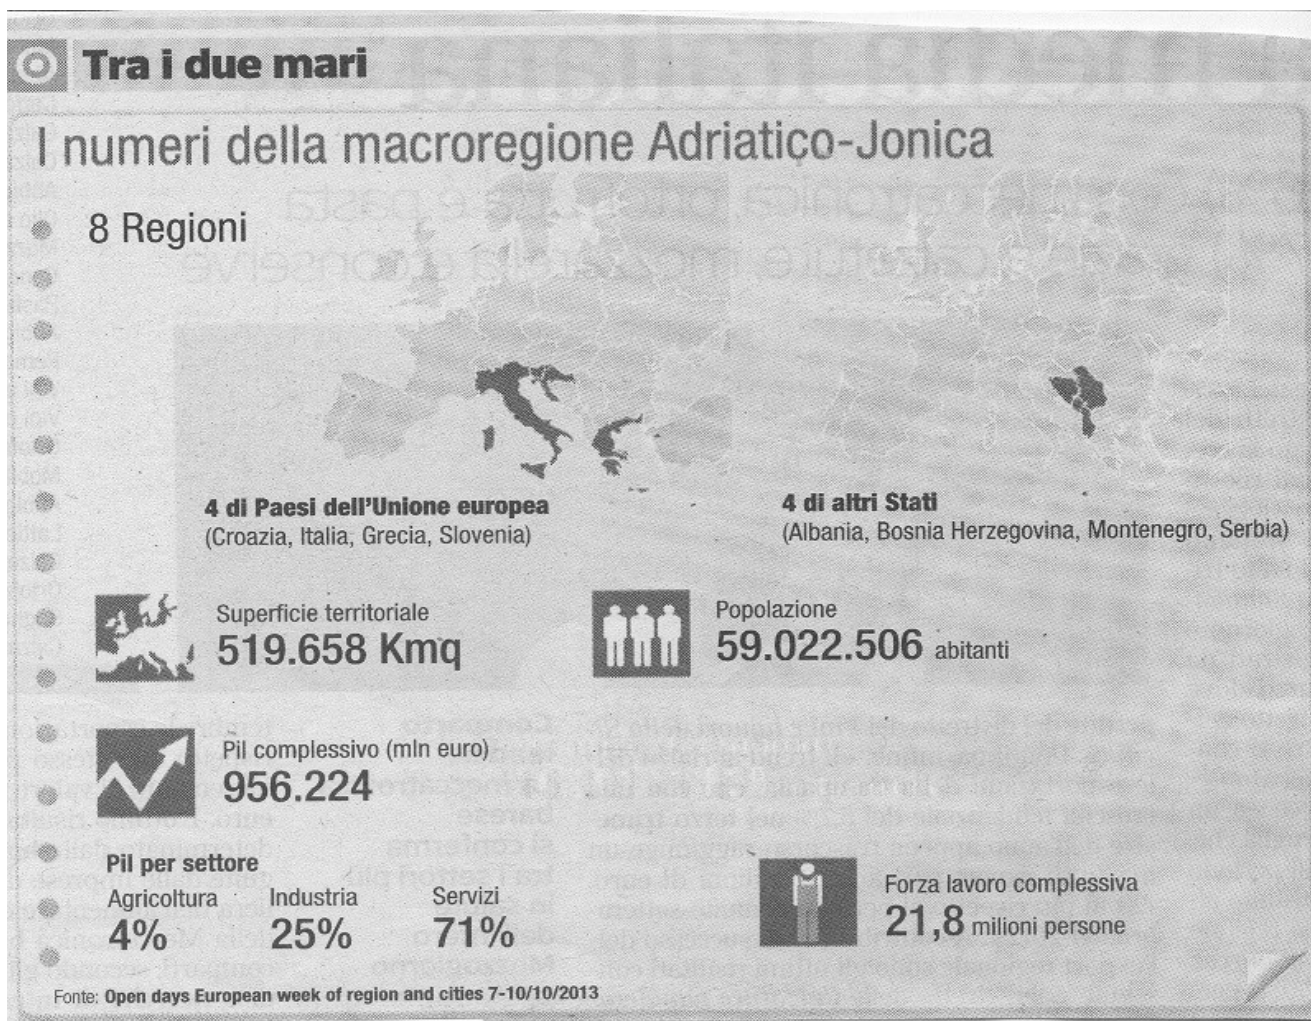 Tra i due mari
I numeri della macroregione Adriatico-Jonica
8 Regioni
4 di Paesi dell'Unione europea
(Croazia, Italia, Grecia, Slovenia)
4 di altri Stati
(Albania, Bosnia Herzegovina, Montenegro, Serbia)
Superficie territoriale
519.658 Kmq
Popolazione
59.022.506 abitanti
Pil complessivo (mln euro)
956.224
Pil per settore
Agricoltura
4%
Industria
25%
Servizi
71%
Forza lavoro complessiva
21,8 milioni persone
Fonte: Open days European week of region and cities 7-10/10/2013